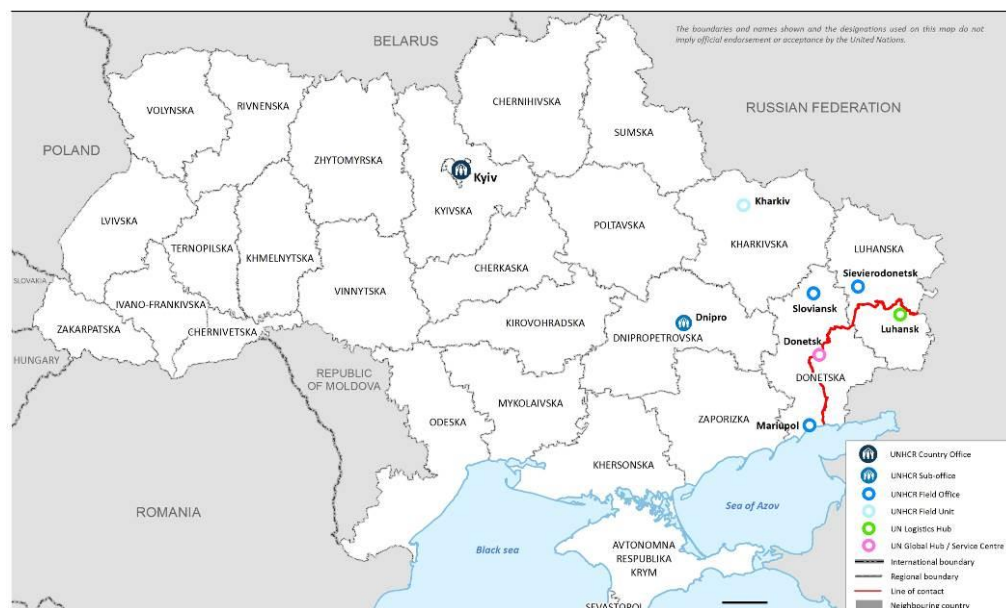 The boundaries and names shown and the designations used on this map do not
imply official endorsement or acceptance by the United Nations.
BELARUS
RUSSIAN FEDERATION
POLAND
VOLYNSKA
RIVNENSKA
ZHYTOMYRSKA
CHERNIHIVSKA
SUMSKA
Kyiv
KYIVSKA
LVIVSKA
TERNOPILSKA
KHMELNYTSKA
POLTAVSKA
Kharkiv
KHARKIVSKA
LUHANSKA
CHERKASKA
VINNYTSKA
SLOVAKIA
IVANO-FRANKIVSKA
ZAKARPATSKA
CHERNIVETSKA
HUNGARY
KIROVOHRADSKA
Dnipro
DNIPROPETROVSKA
Sievierodonetsk
Sloviansk
Luhansk
Donetsk
DONETSKA
REPUBLIC
OF MOLDOVA
ODESKA
MYKOLAIVSKA
ZAPORIZKA
Mariupol
KHERSONSKA
ROMANIA
Black sea
Sea of Azov
AVTONOMNA
RESPUBLIKA
KRYM
SEVASTOPOL
UNHCR Country Office
UNHCR Sub-office
UNHCR Field Office
UNHCR Field Unit
UN Logistics Hub
UN Global Hub / Service Centre
International boundary
Regional boundary
Line of contact
Neighbouring country